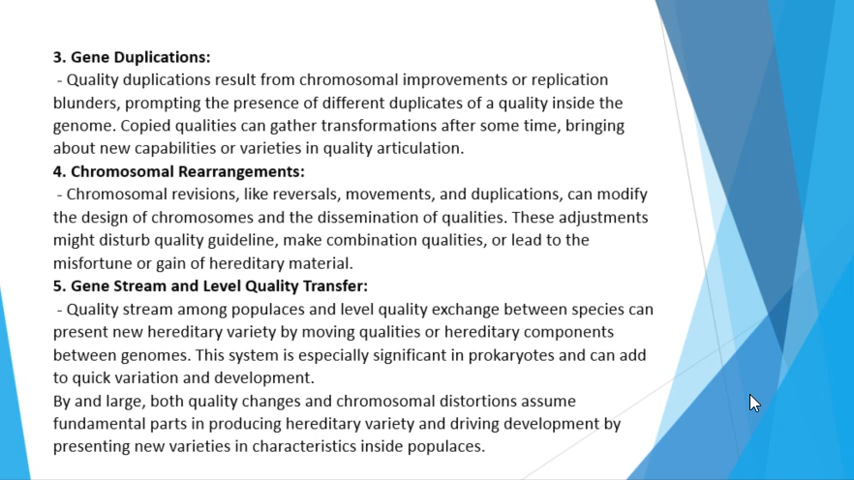 3. Gene Duplications:
- Quality duplications result from chromosomal improvements or replication
blunders, prompting the presence of different duplicates of a quality inside the
genome. Copied qualities can gather transformations after some time, bringing
about new capabilities or varieties in quality articulation.
4. Chromosomal Rearrangements:
- Chromosomal revisions, like reversals, movements, and duplications, can modify
the design of chromosomes and the dissemination of qualities. These adjustments
might disturb quality guideline, make combination qualities, or lead to the
misfortune or gain of hereditary material.
5. Gene Stream and Level Quality Transfer:
- Quality stream among populaces and level quality exchange between species can
present new hereditary variety by moving qualities or hereditary components
between genomes. This system is especially significant in prokaryotes and can add
to quick variation and development.
By and large, both quality changes and chromosomal distortions assume
fundamental parts in producing hereditary variety and driving development by
presenting new varieties in characteristics inside populaces.